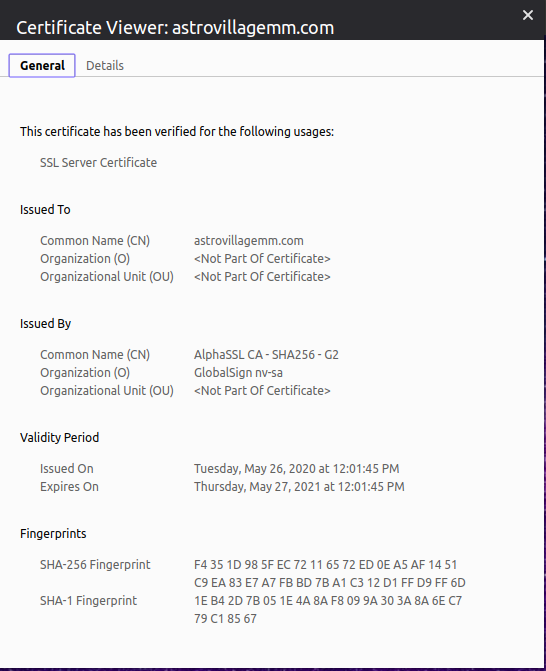 Certificate Viewer: astrovillagemm.com
General Details
This certificate has been verified for the following usages:
SSL Server Certificate
Issued To
Common Name (CN) astrovillagemm.com
Organization (O) <Not Part Of Certificate>
Organizational Unit (OU) <Not Part Of Certificate>
Issued By
Common Name (CN) AlphaSSL CA - SHA256 - G2
Organization (O) GlobalSign nv-sa
Organizational Unit (OU) <Not Part Of Certificate>
Validity Period
Issued On Tuesday, May 26, 2020 at 12:01:45 PM
Expires On Thursday, May 27, 2021 at 12:01:45 PM
Fingerprints
SHA-256 Fingerprint F4 35 1D 98 5F EC 72 11 65 72 ED 0E A5 AF 14 51
C9 EA 83 E7 A7 FB BD 7B A1 C3 12 D1 FF D9 FF 6D
SHA-1 Fingerprint 1E B4 2D 7B 05 1E 4A 8A F8 09 9A 30 3A 8A 6E C7
79 C1 85 67